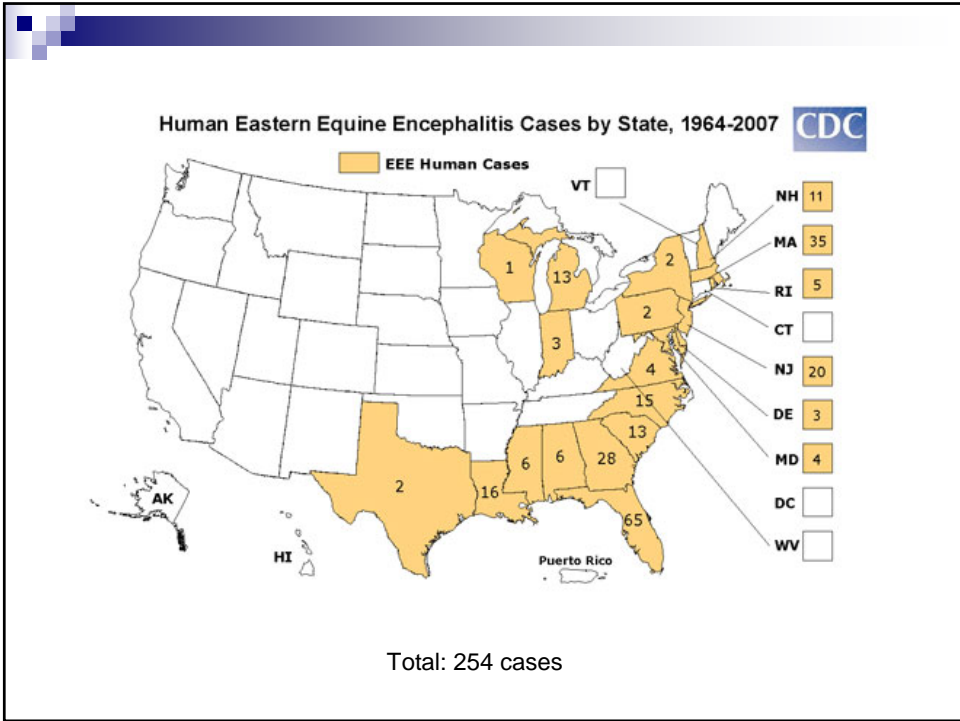 Human Eastern Equine Encephalitis Cases by State, 1964-2007
CDC
EEE Human Cases
VT
NH 11
MA 35
RI 5
CT
NJ 20
DE 3
MD 4
DC
WV
1
13
2
2
3
4
15
13
6
6
28
2
16
65
AK
HI
Puerto Rico
Total: 254 cases